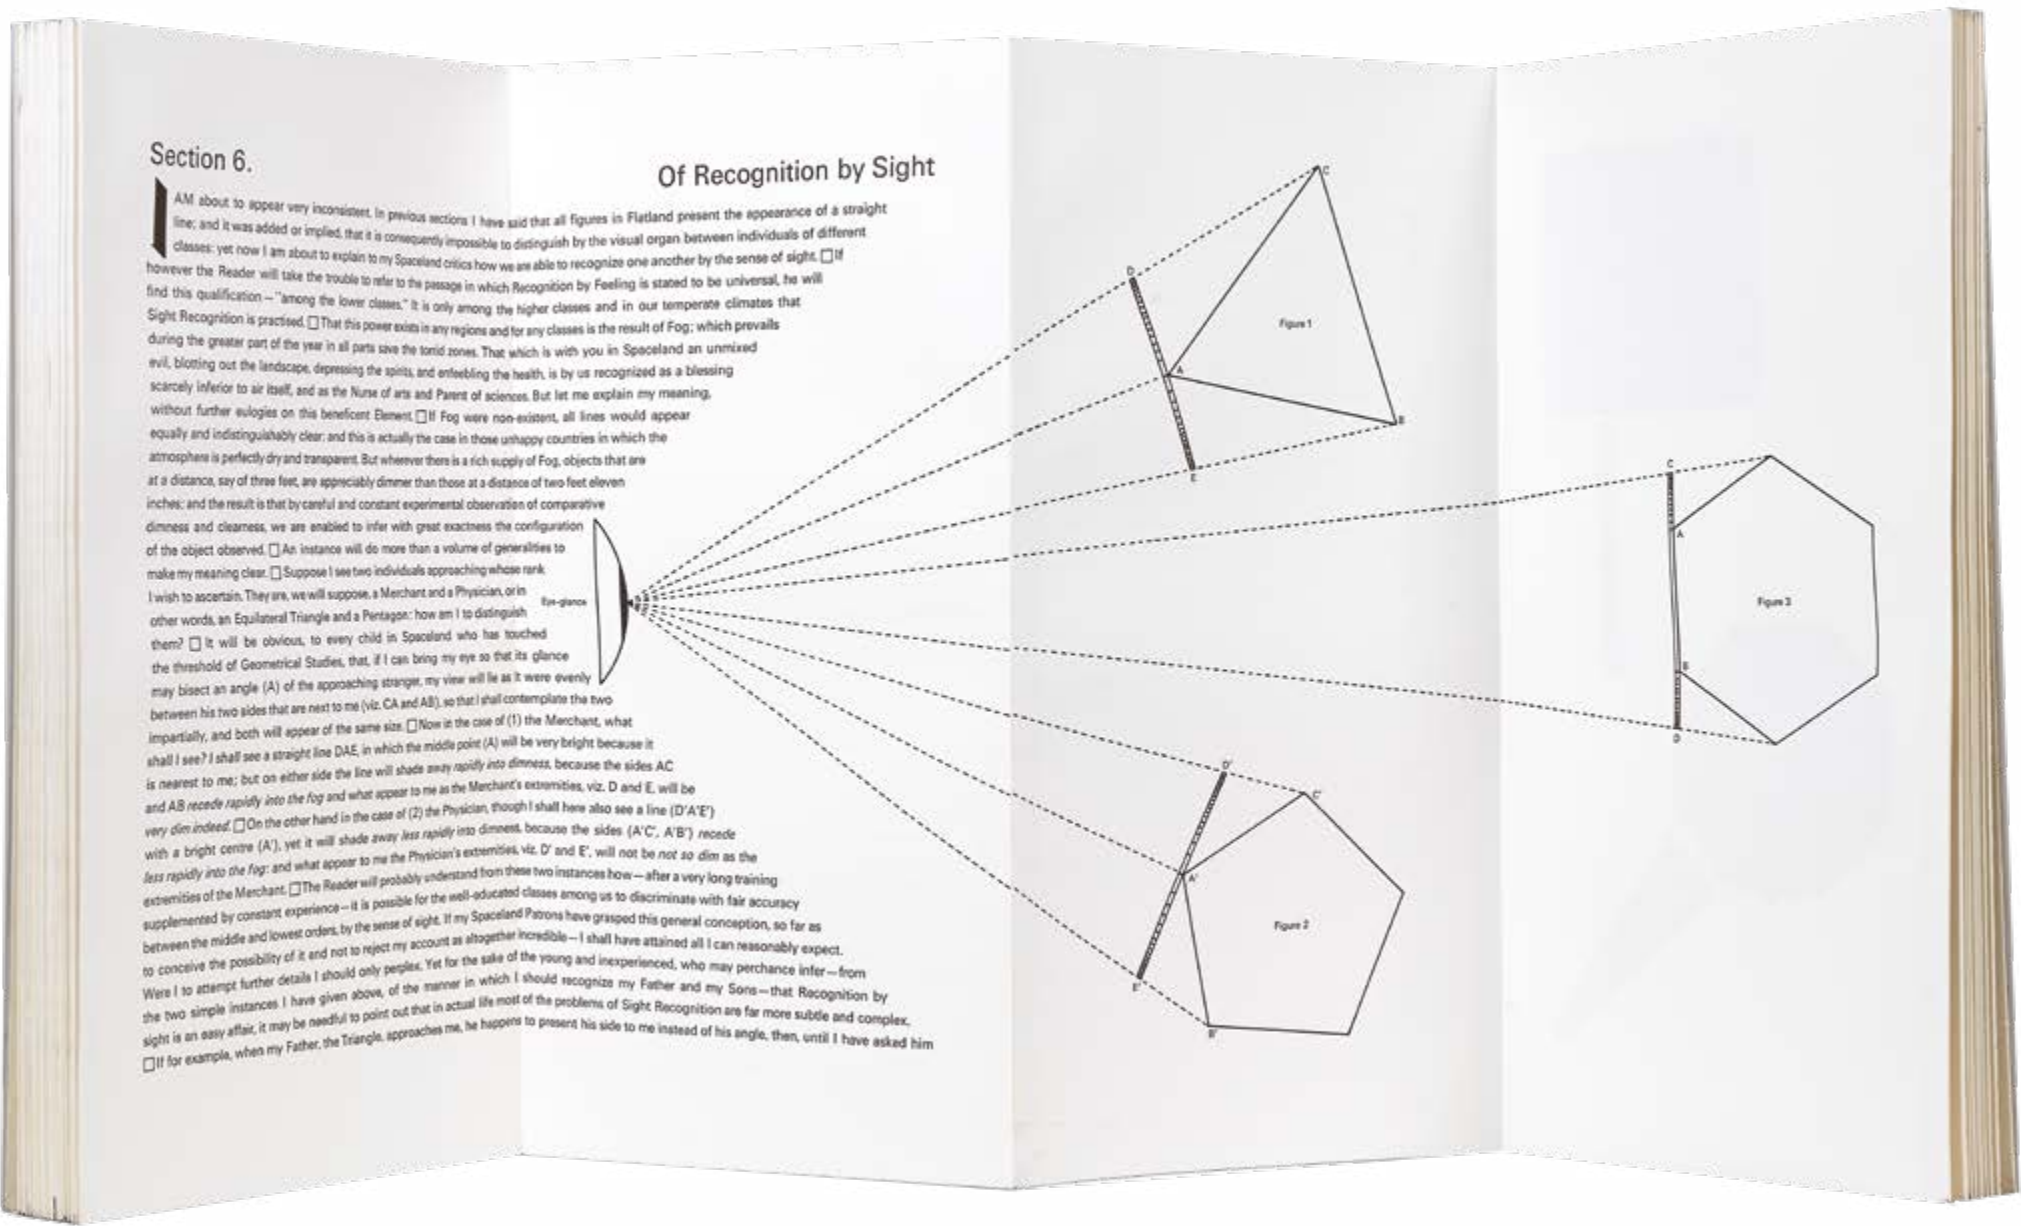 Section 6.
Of Recognition by Sight
I AM about to appear very inconsistent. In previous sections I have said that all figures in Flatland present the appearance of a straight
line; and it was added or implied, that it is consequently impossible to distinguish by the visual organ between individuals of different
classes: yet now I am about to explain to my Spaceland critics how we are able to recognize one another by the sense of sight. □If
however the Reader will take the trouble to refer to the passage in which Recognition by Feeling is stated to be universal, he will
find this qualification—"among the lower classes." It is only among the higher classes and in our temperate climates that
Sight Recognition is practised. □That this power exists in any regions and for any classes is the result of Fog; which prevails
during the greater part of the year in all parts save the torrid zones. That which is with you in Spaceland an unmixed
evil, blotting out the landscape, depressing the spirits, and enfeebling the health, is by us recognized as a blessing
scarcely inferior to air itself, and as the Nurse of arts and Parent of sciences. But let me explain my meaning,
without further eulogies on this beneficent Element. □If Fog were non-existent, all lines would appear
equally and indistinguishably clear; and this is actually the case in those unhappy countries in which the
atmosphere is perfectly dry and transparent. But wherever there is a rich supply of Fog, objects that are
at a distance, say of three feet, are appreciably dimmer than those at a distance of two feet eleven
inches; and the result is that by careful and constant experimental observation of comparative
dimness and clearness, we are enabled to infer with great exactness the configuration
of the object observed. □An instance will do more than a volume of generalities to
make my meaning clear. □Suppose I see two individuals approaching whose rank
I wish to ascertain. They are, we will suppose, a Merchant and a Physician, or in
other words, an Equilateral Triangle and a Pentagon: how am I to distinguish
them? □It will be obvious, to every child in Spaceland who has touched
the threshold of Geometrical Studies, that, if I can bring my eye so that its glance
may bisect an angle (A) of the approaching stranger, my view will lie as it were evenly
between his two sides that are next to me (viz. CA and AB), so that I shall contemplate the two
impartially, and both will appear of the same size. □Now in the case of (1) the Merchant, what
shall I see? I shall see a straight line DAE, in which the middle point (A) will be very bright because it
is nearest to me; but on either side the line will shade away rapidly into dimness, because the sides AC
and AB recede rapidly into the fog and what appear to me as the Merchant's extremities, viz. D and E, will be
very dim indeed. □On the other hand in the case of (2) the Physician, though I shall here also see a line (D'A'E')
with a bright centre (A'), yet it will shade away less rapidly into dimness, because the sides (A'C', A'B') recede
less rapidly into the fog: and what appear to me the Physician's extremities, viz. D' and E', will not be not so dim as the
extremities of the Merchant. □The Reader will probably understand from these two instances how—after a very long training
supplemented by constant experience—it is possible for the well-educated classes among us to discriminate with fair accuracy
between the middle and lowest orders, by the sense of sight. If my Spaceland Patrons have grasped this general conception, so far as
to conceive the possibility of it and not to reject my account as altogether incredible—I shall have attained all I can reasonably expect.
Were I to attempt further details I should only perplex. Yet for the sake of the young and inexperienced, who may perchance infer—from
the two simple instances I have given above, of the manner in which I should recognize my Father and my Sons—that Recognition by
sight is an easy affair, it may be needful to point out that in actual life most of the problems of Sight Recognition are far more subtle and complex.
□If for example, when my Father, the Triangle, approaches me, he happens to present his side to me instead of his angle, then, until I have asked him
Eye-glance
C
D
A
Figure 1
B
E
C
A
Figure 3
B
D
D'
C'
A'
Figure 2
E'
B'